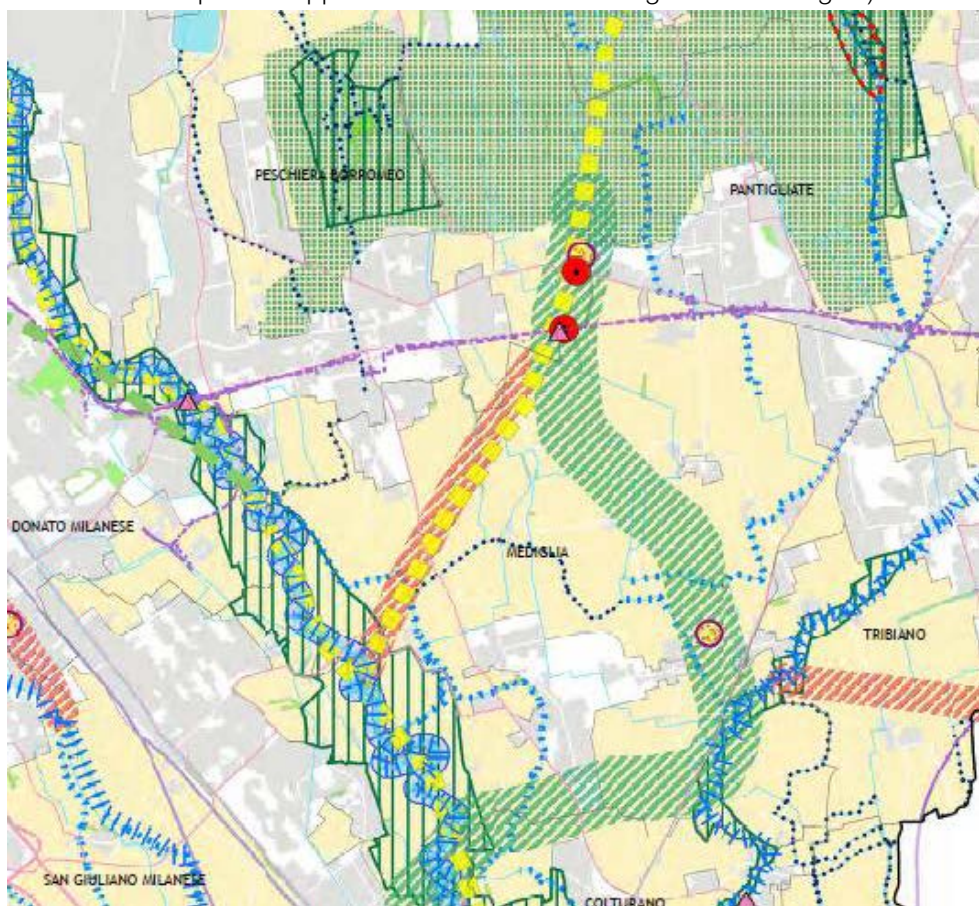 PESCHIERA BORROMEO
PANTIGLIATE
DONATO MILANESE
MEDIGLIA
TRIBIANO
SAN GIULIANO MILANESE
COLTURANO